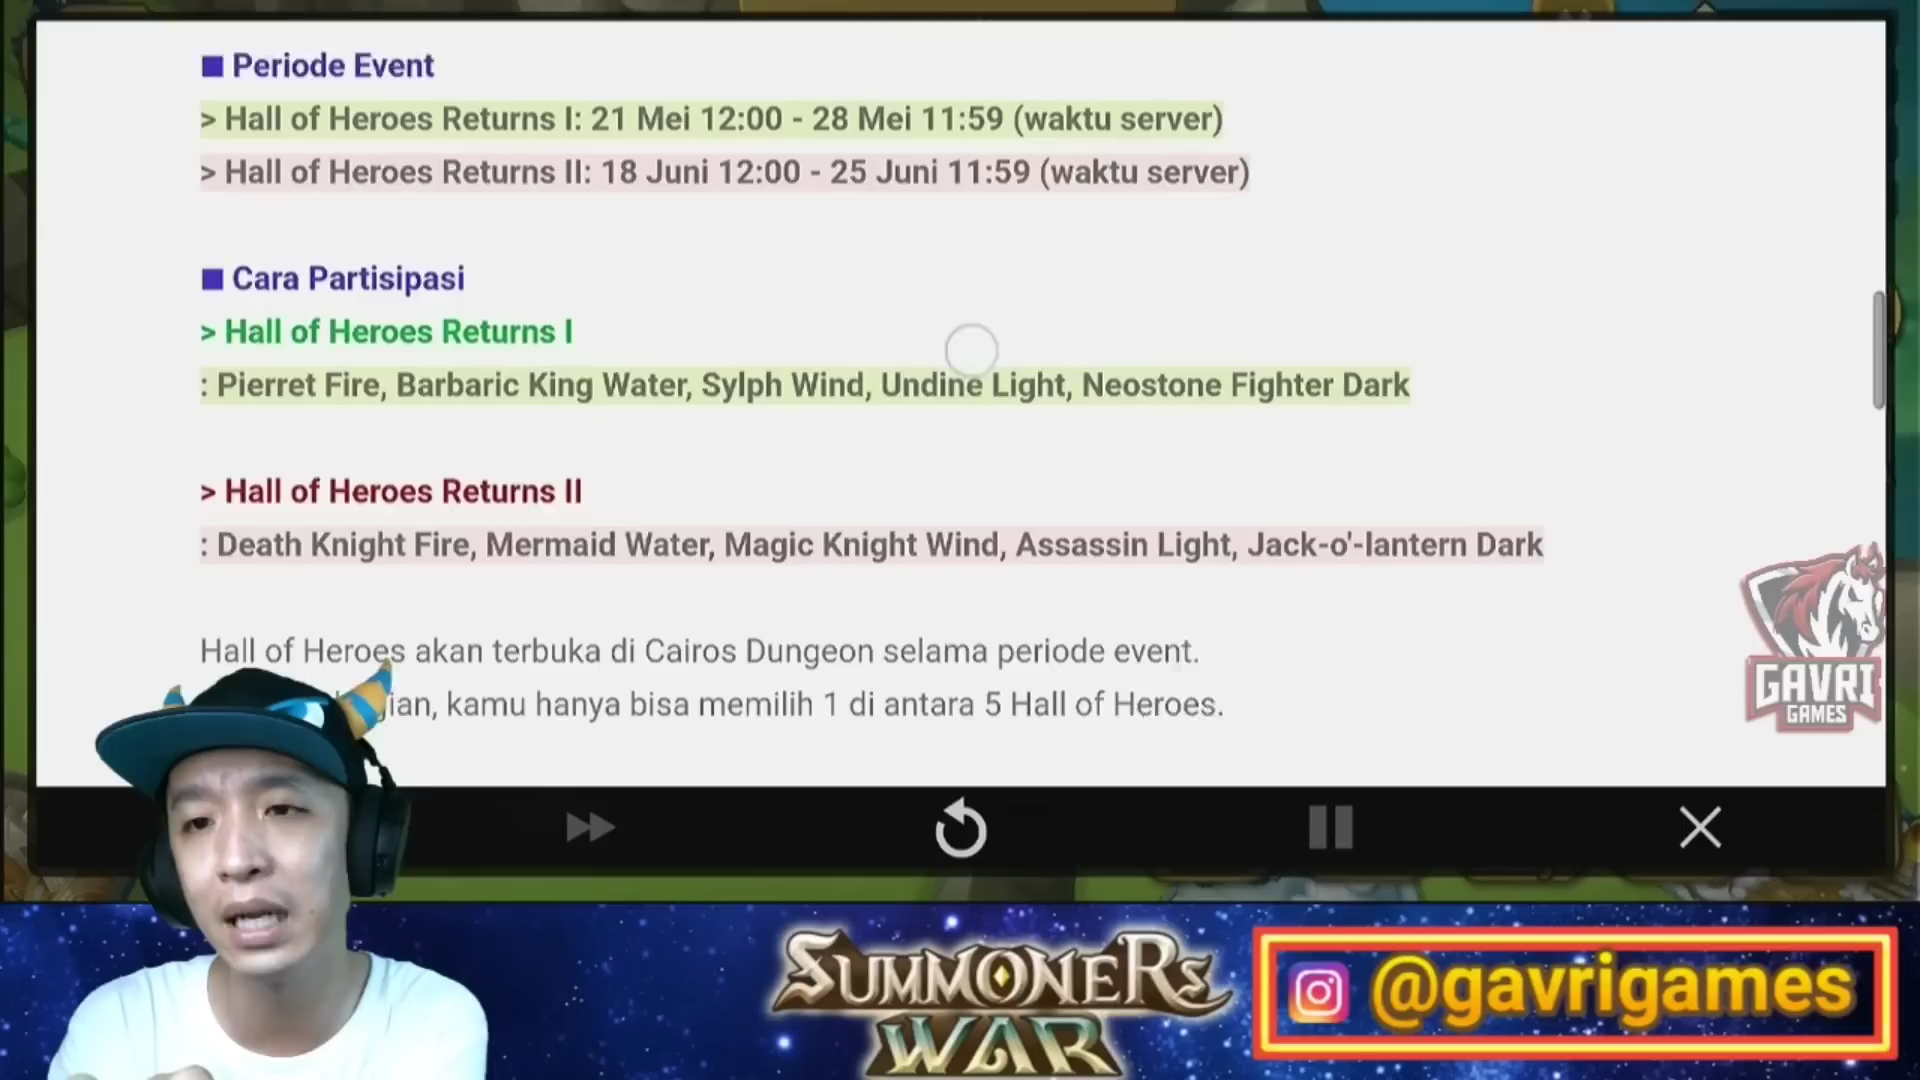 ■ Periode Event
> Hall of Heroes Returns I: 21 Mei 12:00 - 28 Mei 11:59 (waktu server)
> Hall of Heroes Returns II: 18 Juni 12:00 - 25 Juni 11:59 (waktu server)
■ Cara Partisipasi
> Hall of Heroes Returns I
: Pierret Fire, Barbaric King Water, Sylph Wind, Undine Light, Neostone Fighter Dark
> Hall of Heroes Returns II
: Death Knight Fire, Mermaid Water, Magic Knight Wind, Assassin Light, Jack-o'-lantern Dark
Hall of Heroes akan terbuka di Cairos Dungeon selama periode event.
kamu hanya bisa memilih 1 di antara 5 Hall of Heroes.
GAVRI
GAMES
SUMMONERS
WAR
@gavrigames